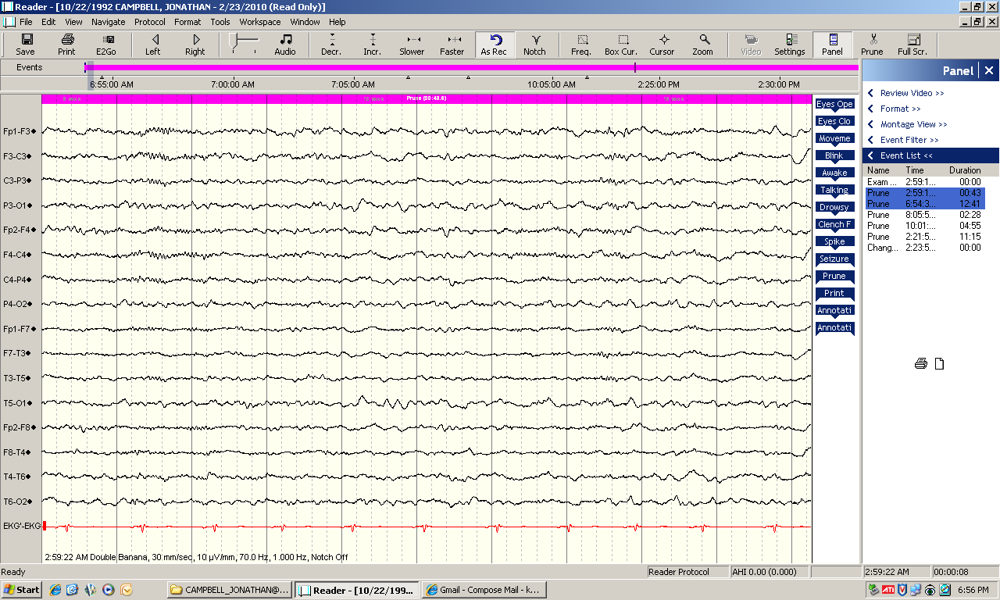 Reader - [10/22/1992 CAMPBELL, JONATHAN - 2/23/2010 (Read Only)]
File Edit View Navigate Protocol Format Tools Workspace Window Help
Save Print E2Go Left Right Audio Decr. Incr. Slower Faster As Rec Notch Freq. Box Cur. Cursor Zoom Video Settings Panel Prune Full Scr.
Events
6:55:00 AM 7:00:00 AM 7:05:00 AM 10:05:00 AM 2:25:00 PM 2:30:00 PM
Prune (00:43.8)
Fp1-F3
F3-C3
C3-P3
P3-O1
Fp2-F4
F4-C4
C4-P4
P4-O2
Fp1-F7
F7-T3
T3-T5
T5-O1
Fp2-F8
F8-T4
T4-T6
T6-O2
EKG'-EKG
2:59:22 AM Double Banana, 30 mm/sec, 10 µV/mm, 70.0 Hz, 1.000 Hz, Notch Off
Eyes Ope
Eyes Clo
Moveme
Blink
Awake
Talking
Drowsy
Clench F
Spike
Seizure
Prune
Print
Annotati
Annotati
Panel
Review Video >>
Format >>
Montage View >>
Event Filter >>
Event List <<
Name Time Duration
Exam ... 2:59:1... 00:00
Prune 2:59:1... 00:43
Prune 6:54:3... 12:41
Prune 8:05:5... 02:28
Prune 10:01:... 04:55
Prune 2:21:5... 11:15
Chang... 2:23:5... 00:00
Ready Reader Protocol AHI 0.00 (0.000) 2:59:22 AM 00:00:08
Start CAMPBELL_JONATHAN@... Reader - [10/22/199... Gmail - Compose Mail - k... ATI 6:56 PM